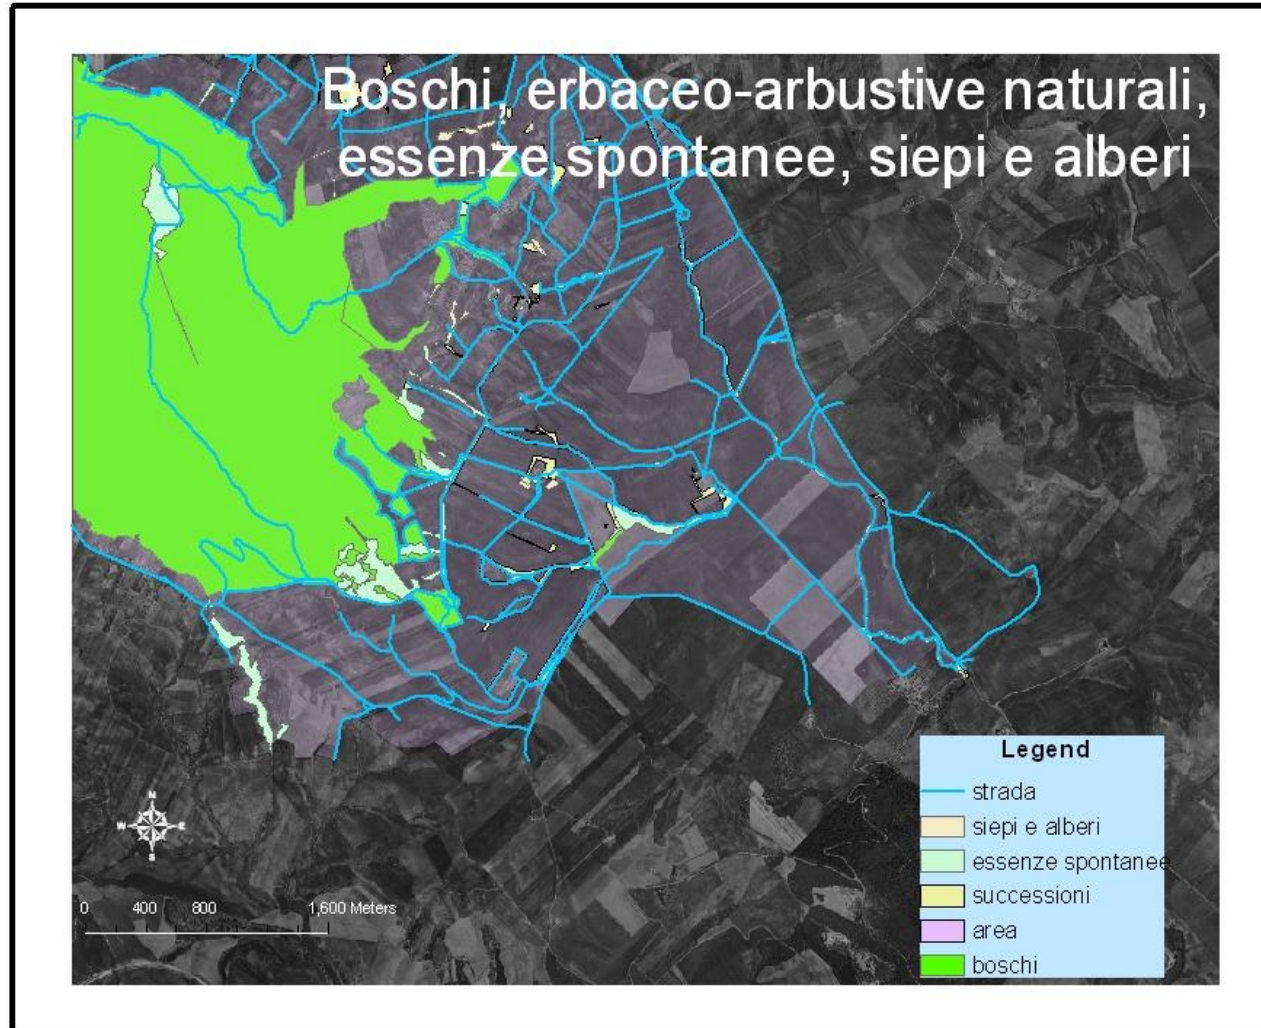 Boschi, erbaceo-arbustive naturali,
essenze spontanee, siepi e alberi
Legend
strada
siepi e alberi
essenze spontanee
successioni
area
boschi
N
W E
S
0 400 800 1,600 Meters